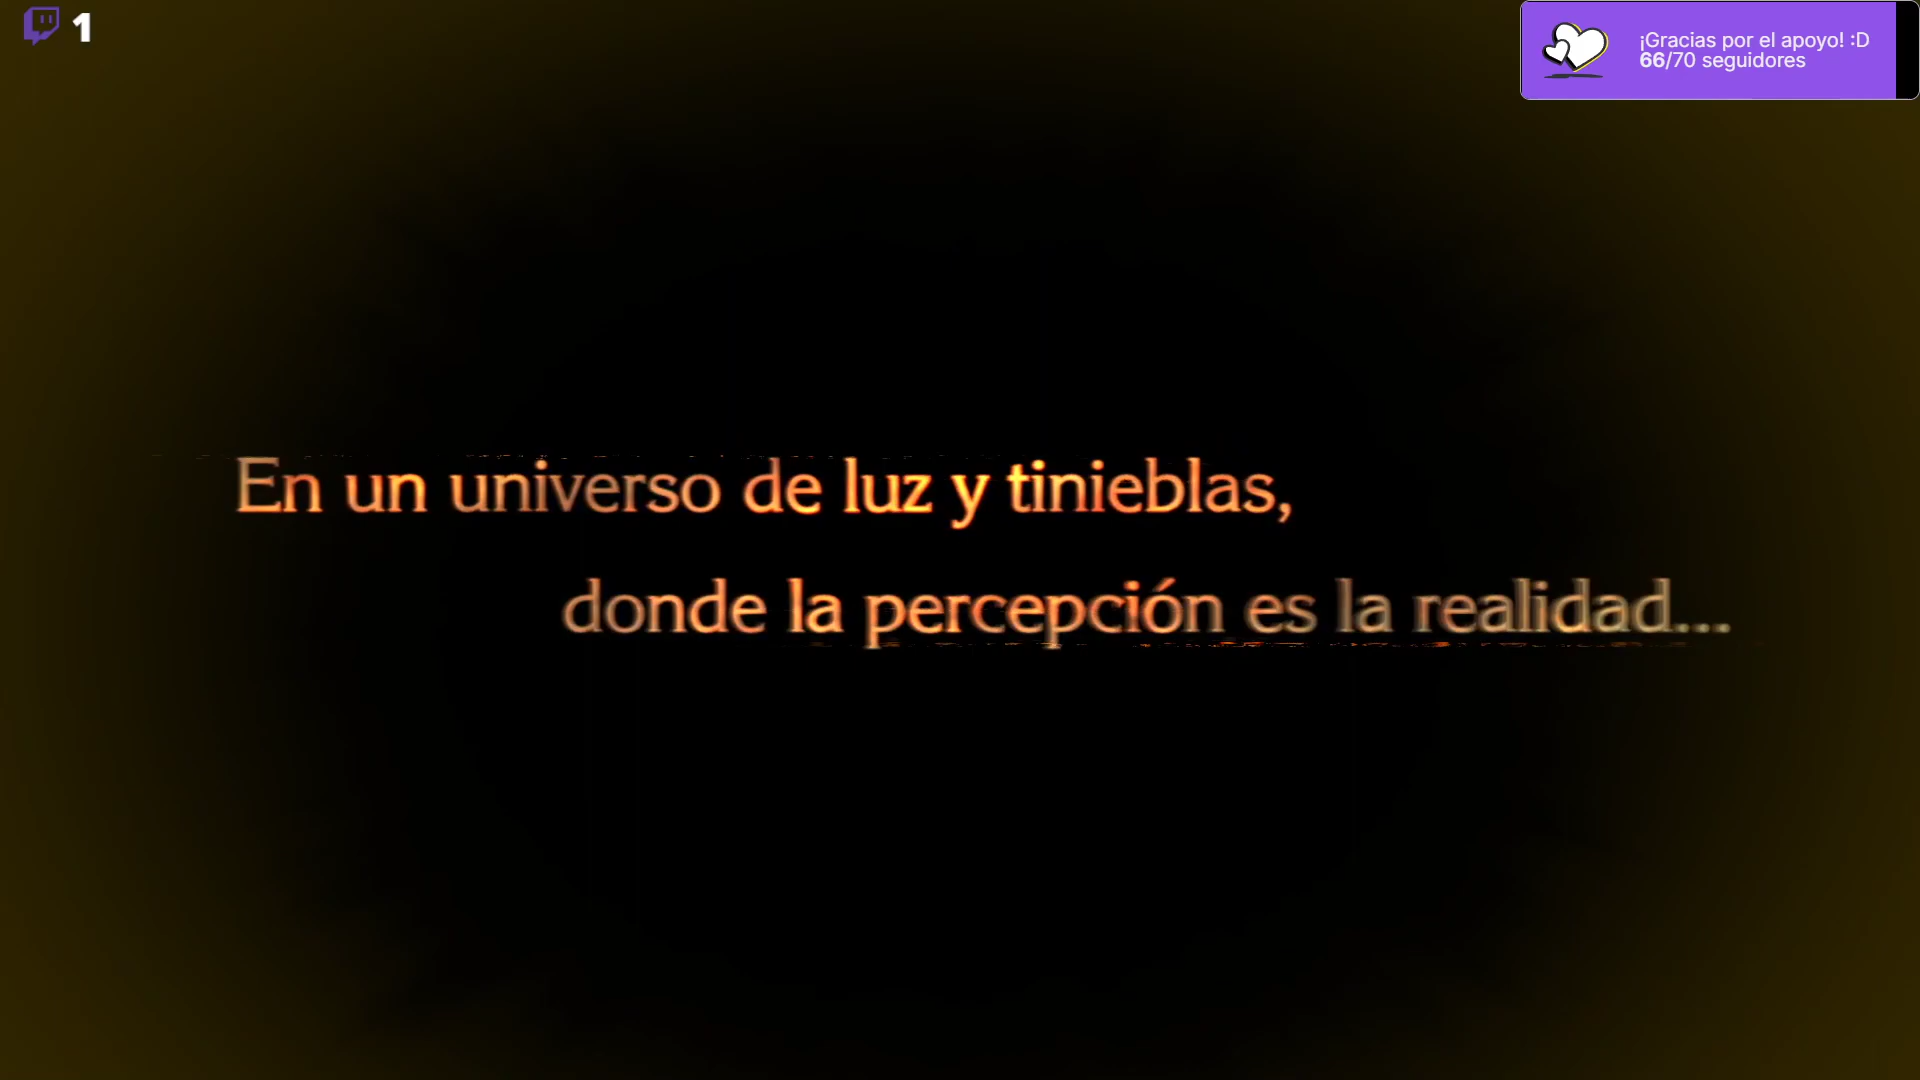 1
¡Gracias por el apoyo! :D
66/70 seguidores
En un universo de luz y tinieblas,
donde la percepción es la realidad...